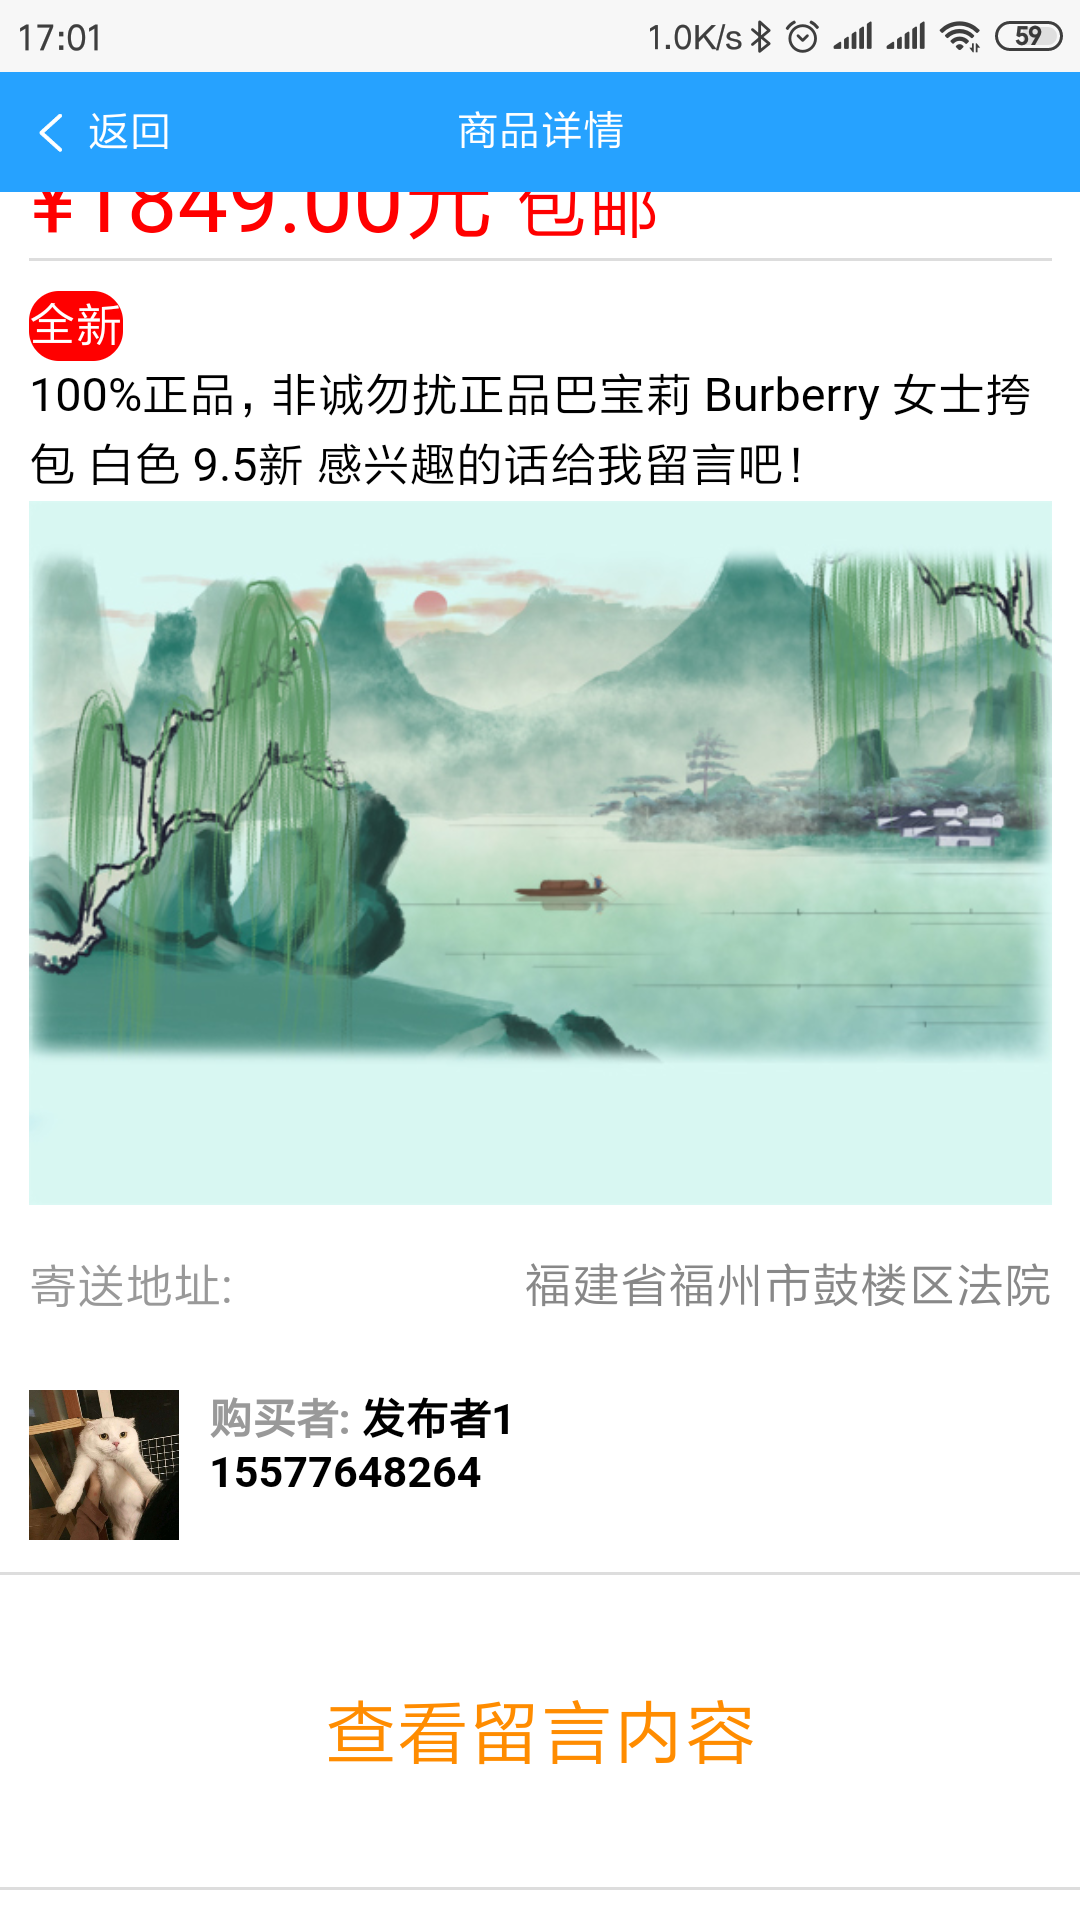 17:01
1.0K/s 59
返回 商品详情
¥1849.00元 包邮
全新
100%正品，非诚勿扰正品巴宝莉 Burberry 女士挎
包 白色 9.5新 感兴趣的话给我留言吧！
寄送地址: 福建省福州市鼓楼区法院
购买者: 发布者1
15577648264
查看留言内容